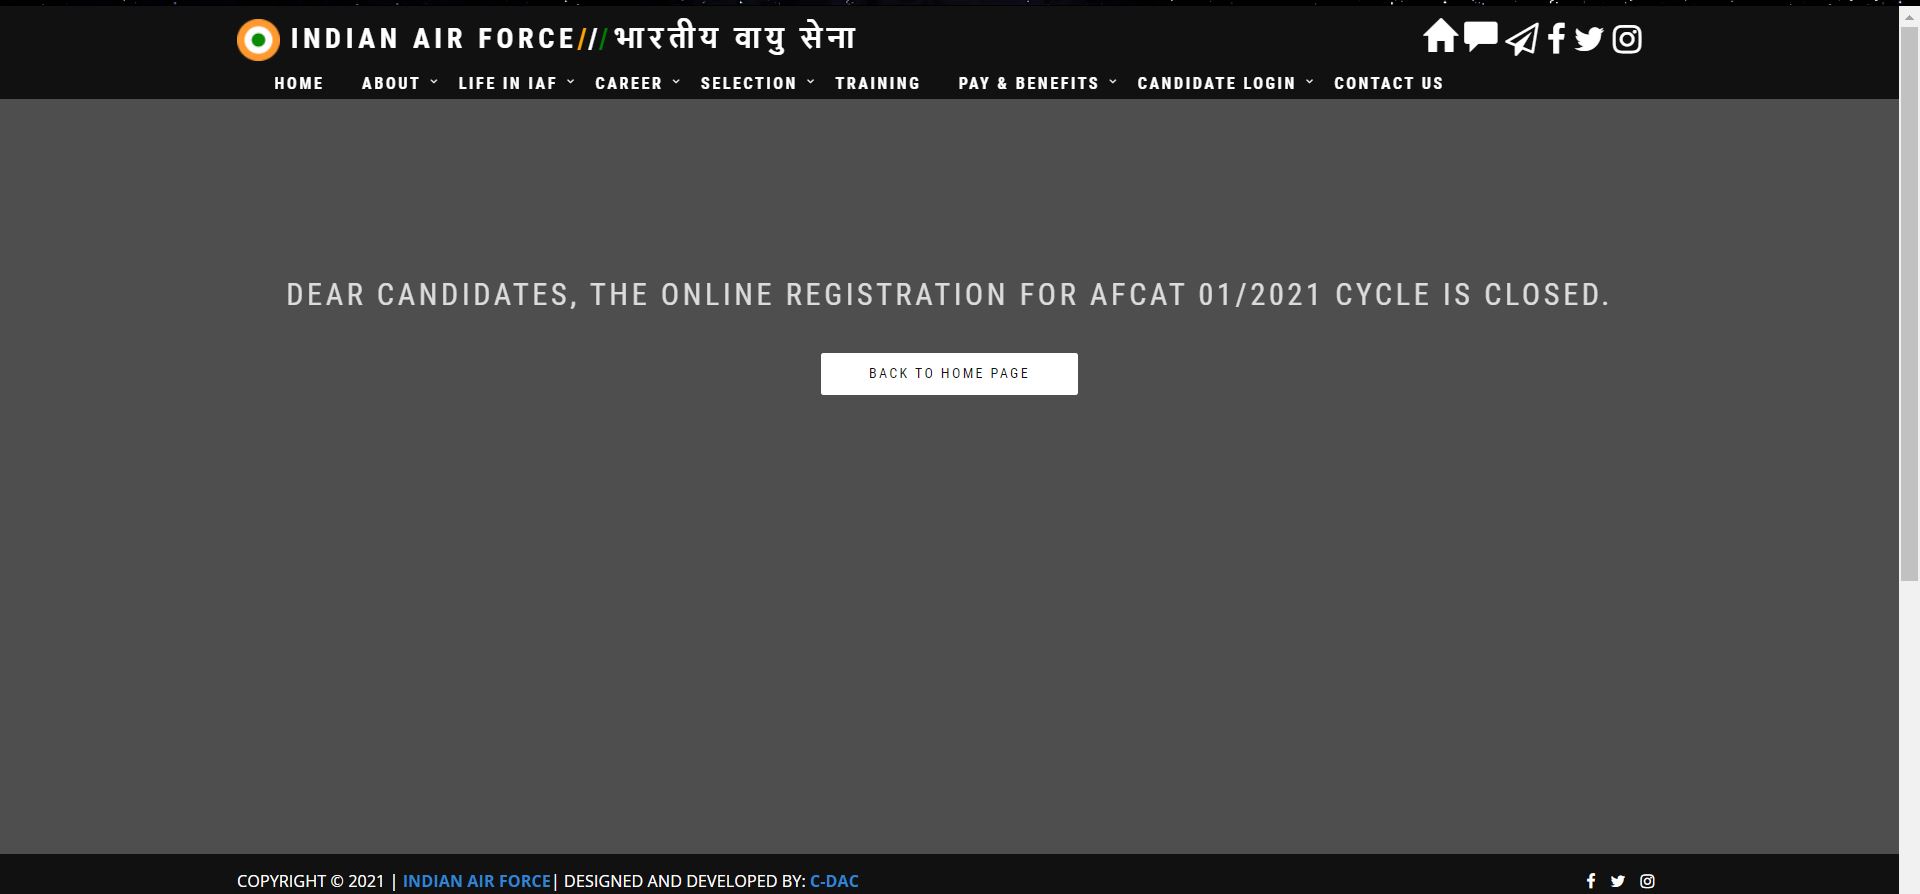 INDIAN AIR FORCE///भारतीय वायु सेना
HOME ABOUT LIFE IN IAF CAREER SELECTION TRAINING PAY & BENEFITS CANDIDATE LOGIN CONTACT US
DEAR CANDIDATES, THE ONLINE REGISTRATION FOR AFCAT 01/2021 CYCLE IS CLOSED.
BACK TO HOME PAGE
COPYRIGHT © 2021 | INDIAN AIR FORCE| DESIGNED AND DEVELOPED BY: C-DAC